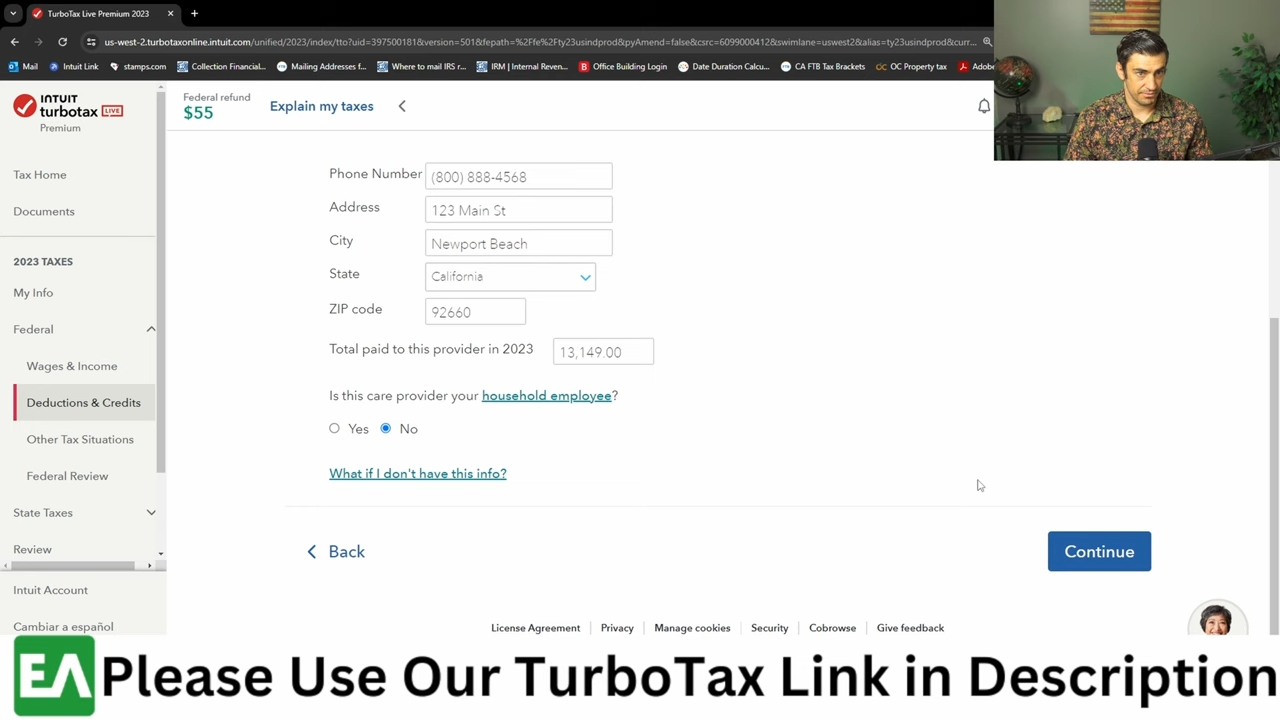 TurboTax Live Premium 2023
us-west-2.turbotaxonline.intuit.com/unified/2023/index/tto?uid=397500181&version=501&fepath=%2Ffe%2Fty23usindprod&pyAmend=false&csrc=6099000412&swimlane=uswest2&alias=ty23usindprod&curr...
Mail
Intuit Link
stamps.com
Collection Financial...
Mailing Addresses f...
Where to mail IRS r...
IRM | Internal Reven...
Office Building Login
Date Duration Calcu...
CA FTB Tax Brackets
OC Property tax
Adob
INTUIT
turbotax LIVE
Premium
Federal refund
$55
Explain my taxes
Tax Home
Documents
2023 TAXES
My Info
Federal
Wages & Income
Deductions & Credits
Other Tax Situations
Federal Review
State Taxes
Review
Intuit Account
Cambiar a español
Phone Number (800) 888-4568
Address 123 Main St
City Newport Beach
State California
ZIP code 92660
Total paid to this provider in 2023 13,149.00
Is this care provider your household employee?
Yes No
What if I don't have this info?
Back
Continue
License Agreement
Privacy
Manage cookies
Security
Cobrowse
Give feedback
EA Please Use Our TurboTax Link in Description